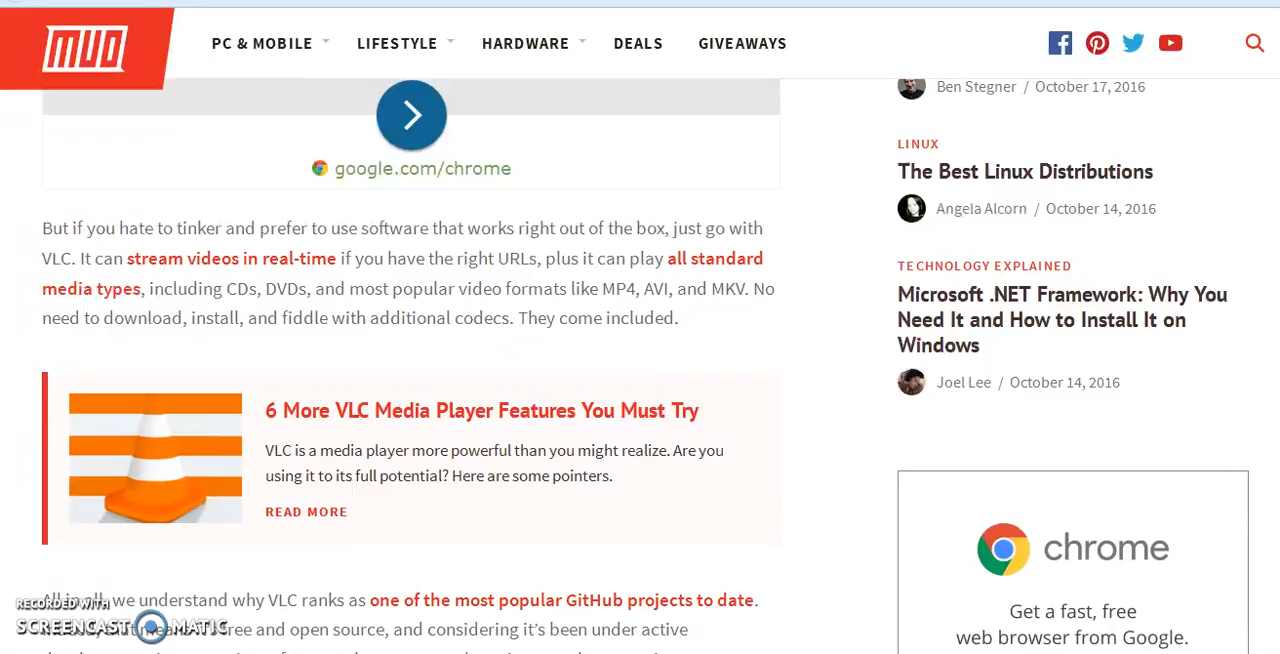 MUO
PC & MOBILE
LIFESTYLE
HARDWARE
DEALS
GIVEAWAYS
google.com/chrome
But if you hate to tinker and prefer to use software that works right out of the box, just go with
VLC. It can stream videos in real-time if you have the right URLs, plus it can play all standard
media types, including CDs, DVDs, and most popular video formats like MP4, AVI, and MKV. No
need to download, install, and fiddle with additional codecs. They come included.
6 More VLC Media Player Features You Must Try
VLC is a media player more powerful than you might realize. Are you
using it to its full potential? Here are some pointers.
READ MORE
All in all, we understand why VLC ranks as one of the most popular GitHub projects to date.
free and open source, and considering it's been under active
RECORDED WITH
SCREENCAST MATIC
Ben Stegner / October 17, 2016
LINUX
The Best Linux Distributions
Angela Alcorn / October 14, 2016
TECHNOLOGY EXPLAINED
Microsoft .NET Framework: Why You
Need It and How to Install It on
Windows
Joel Lee / October 14, 2016
chrome
Get a fast, free
web browser from Google.